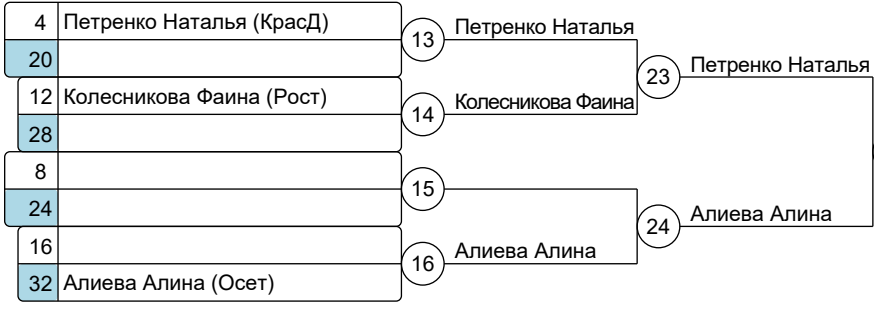 4 Петренко Наталья (КрасД)
20
12 Колесникова Фаина (Рост)
28
8
24
16
32 Алиева Алина (Осет)
13
14
15
16
Петренко Наталья
Колесникова Фаина
Алиева Алина
23
24
Петренко Наталья
Алиева Алина